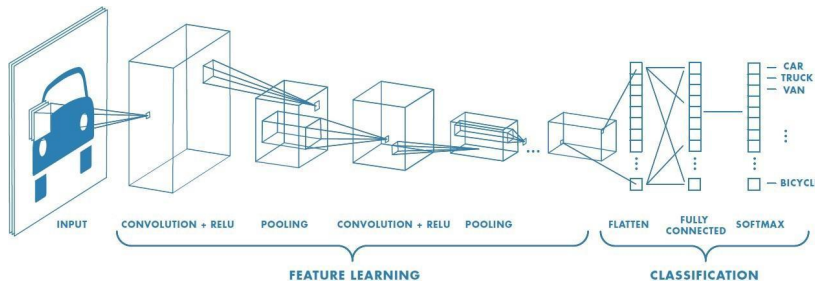 CAR
TRUCK
VAN
BICYCL
INPUT
CONVOLUTION + RELU
POOLING
CONVOLUTION + RELU
POOLING
FLATTEN
FULLY
CONNECTED
SOFTMAX
FEATURE LEARNING
CLASSIFICATION